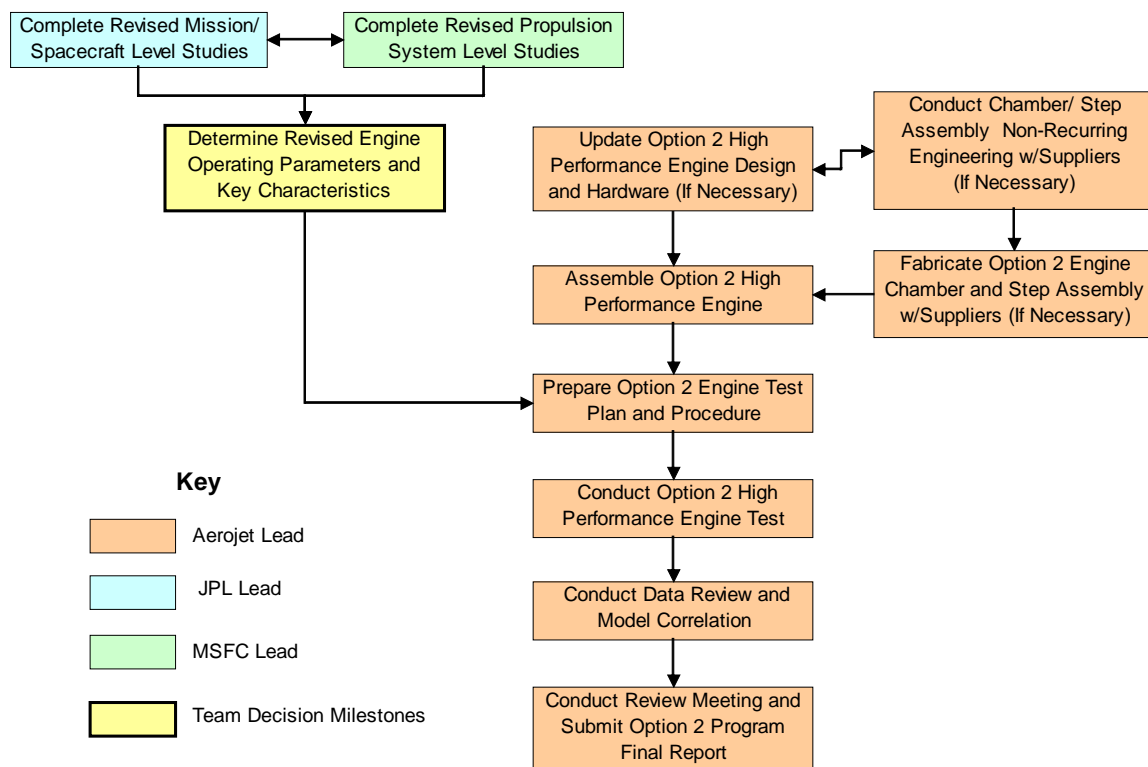 Complete Revised Mission/
Spacecraft Level Studies
Complete Revised Propulsion
System Level Studies
Determine Revised Engine
Operating Parameters and
Key Characteristics
Update Option 2 High
Performance Engine Design
and Hardware (If Necessary)
Conduct Chamber/ Step
Assembly  Non-Recurring
Engineering w/Suppliers
(If Necessary)
Assemble Option 2 High
Performance Engine
Fabricate Option 2 Engine
Chamber and Step Assembly
w/Suppliers (If Necessary)
Prepare Option 2 Engine Test
Plan and Procedure
Conduct Option 2 High
Performance Engine Test
Conduct Data Review and
Model Correlation
Conduct Review Meeting and
Submit Option 2 Program
Final Report
Key
Aerojet Lead
JPL Lead
MSFC Lead
Team Decision Milestones